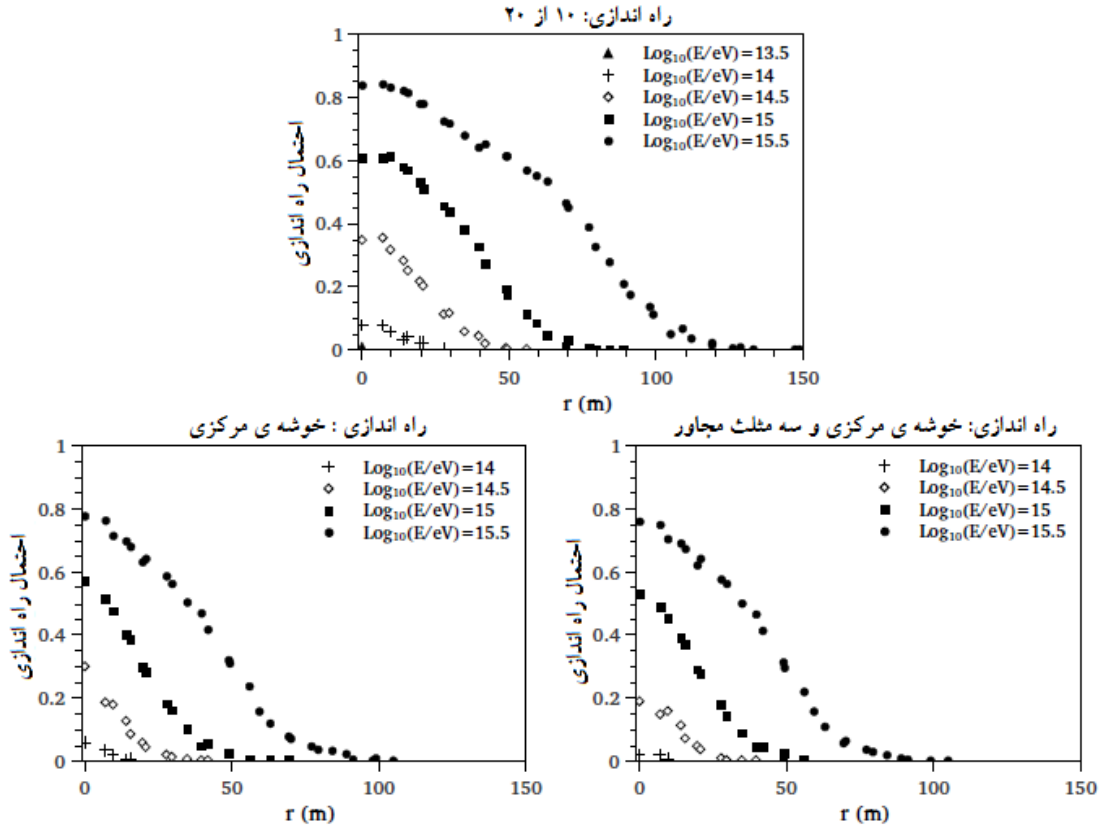 راه اندازی: ۱۰ از ۲۰
احتمال راه اندازی
1
0.8
0.6
0.4
0.2
0
Log₁₀(E/eV)=13.5
Log₁₀(E/eV)=14
Log₁₀(E/eV)=14.5
Log₁₀(E/eV)=15
Log₁₀(E/eV)=15.5
0 50 100 150
r (m)
راه اندازی : خوشه ی مرکزی
احتمال راه اندازی
1
0.8
0.6
0.4
0.2
0
Log₁₀(E/eV)=14
Log₁₀(E/eV)=14.5
Log₁₀(E/eV)=15
Log₁₀(E/eV)=15.5
0 50 100 150
r (m)
راه اندازی: خوشه ی مرکزی و سه مثلث مجاور
احتمال راه اندازی
1
0.8
0.6
0.4
0.2
0
Log₁₀(E/eV)=14
Log₁₀(E/eV)=14.5
Log₁₀(E/eV)=15
Log₁₀(E/eV)=15.5
0 50 100 150
r (m)